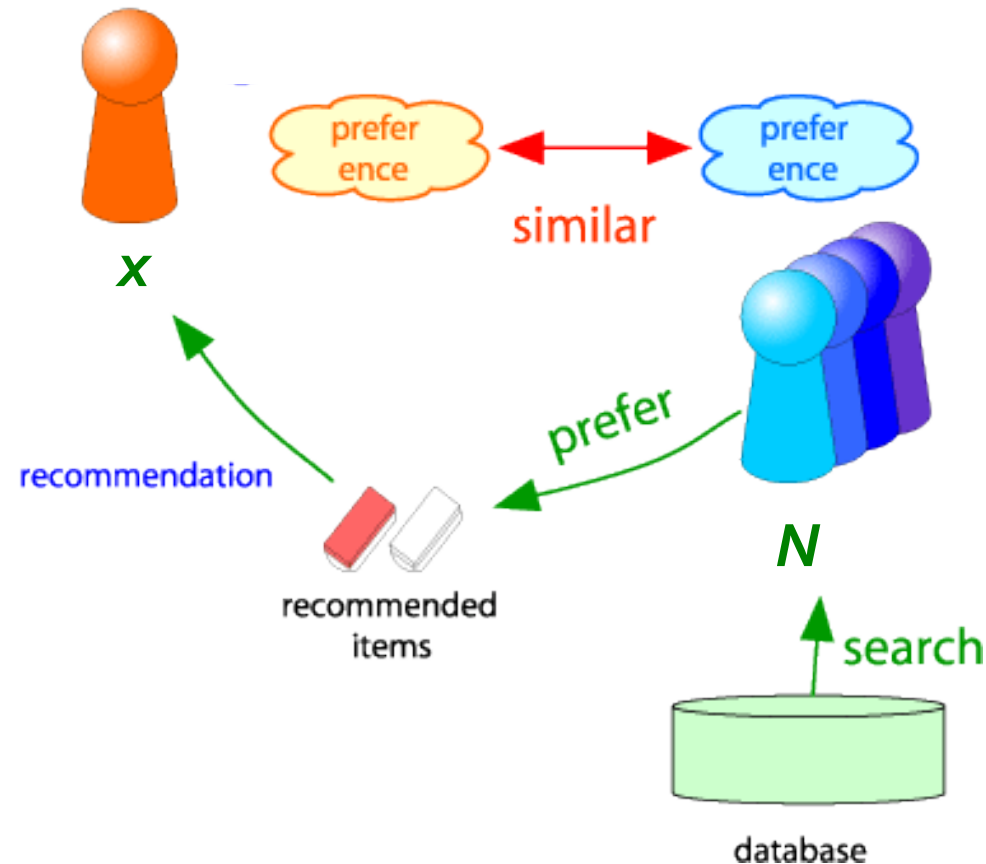 prefer
ence
prefer
ence
similar
x
prefer
recommendation
N
recommended
items
search
database